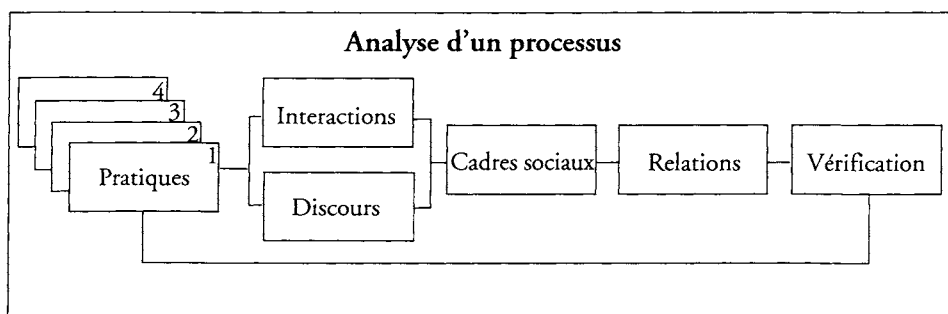 Analyse d’un processus
4
3
2
1
Pratiques
Interactions
Discours
Cadres sociaux
Relations
Vérification